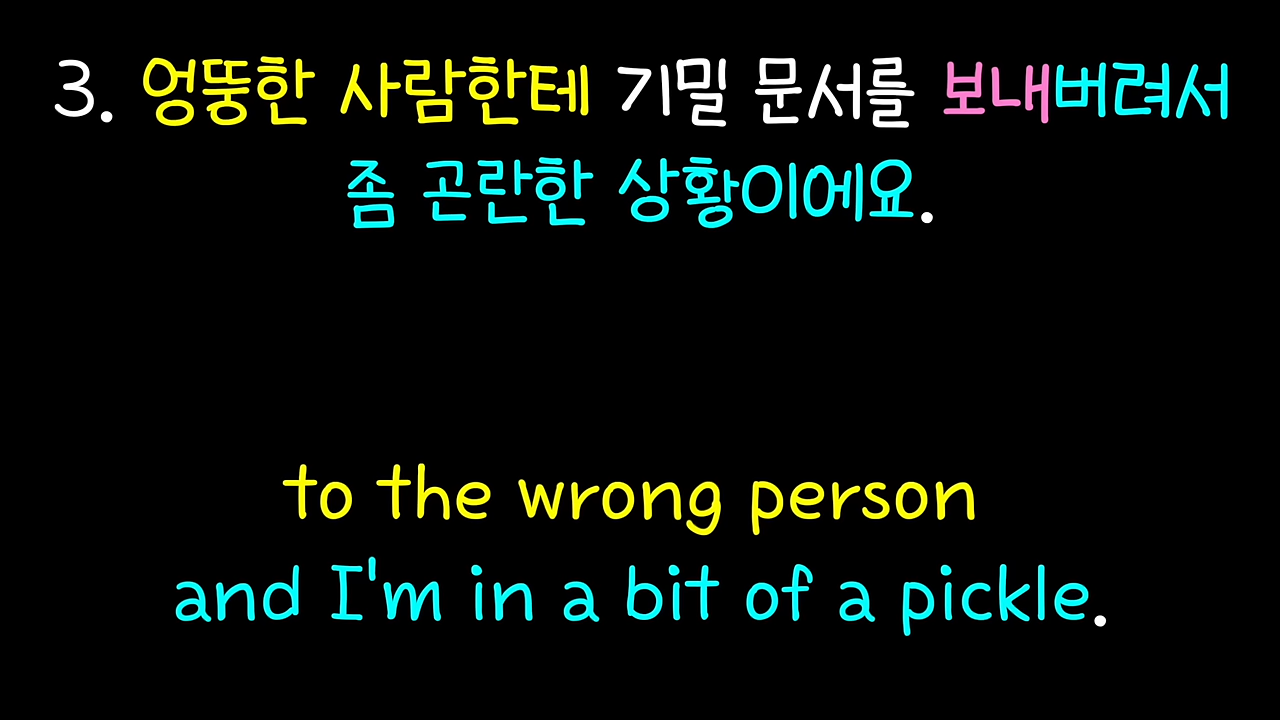 3. 엉뚱한 사람한테 기밀 문서를 보내버려서
좀 곤란한 상황이에요.
to the wrong person
and I'm in a bit of a pickle.